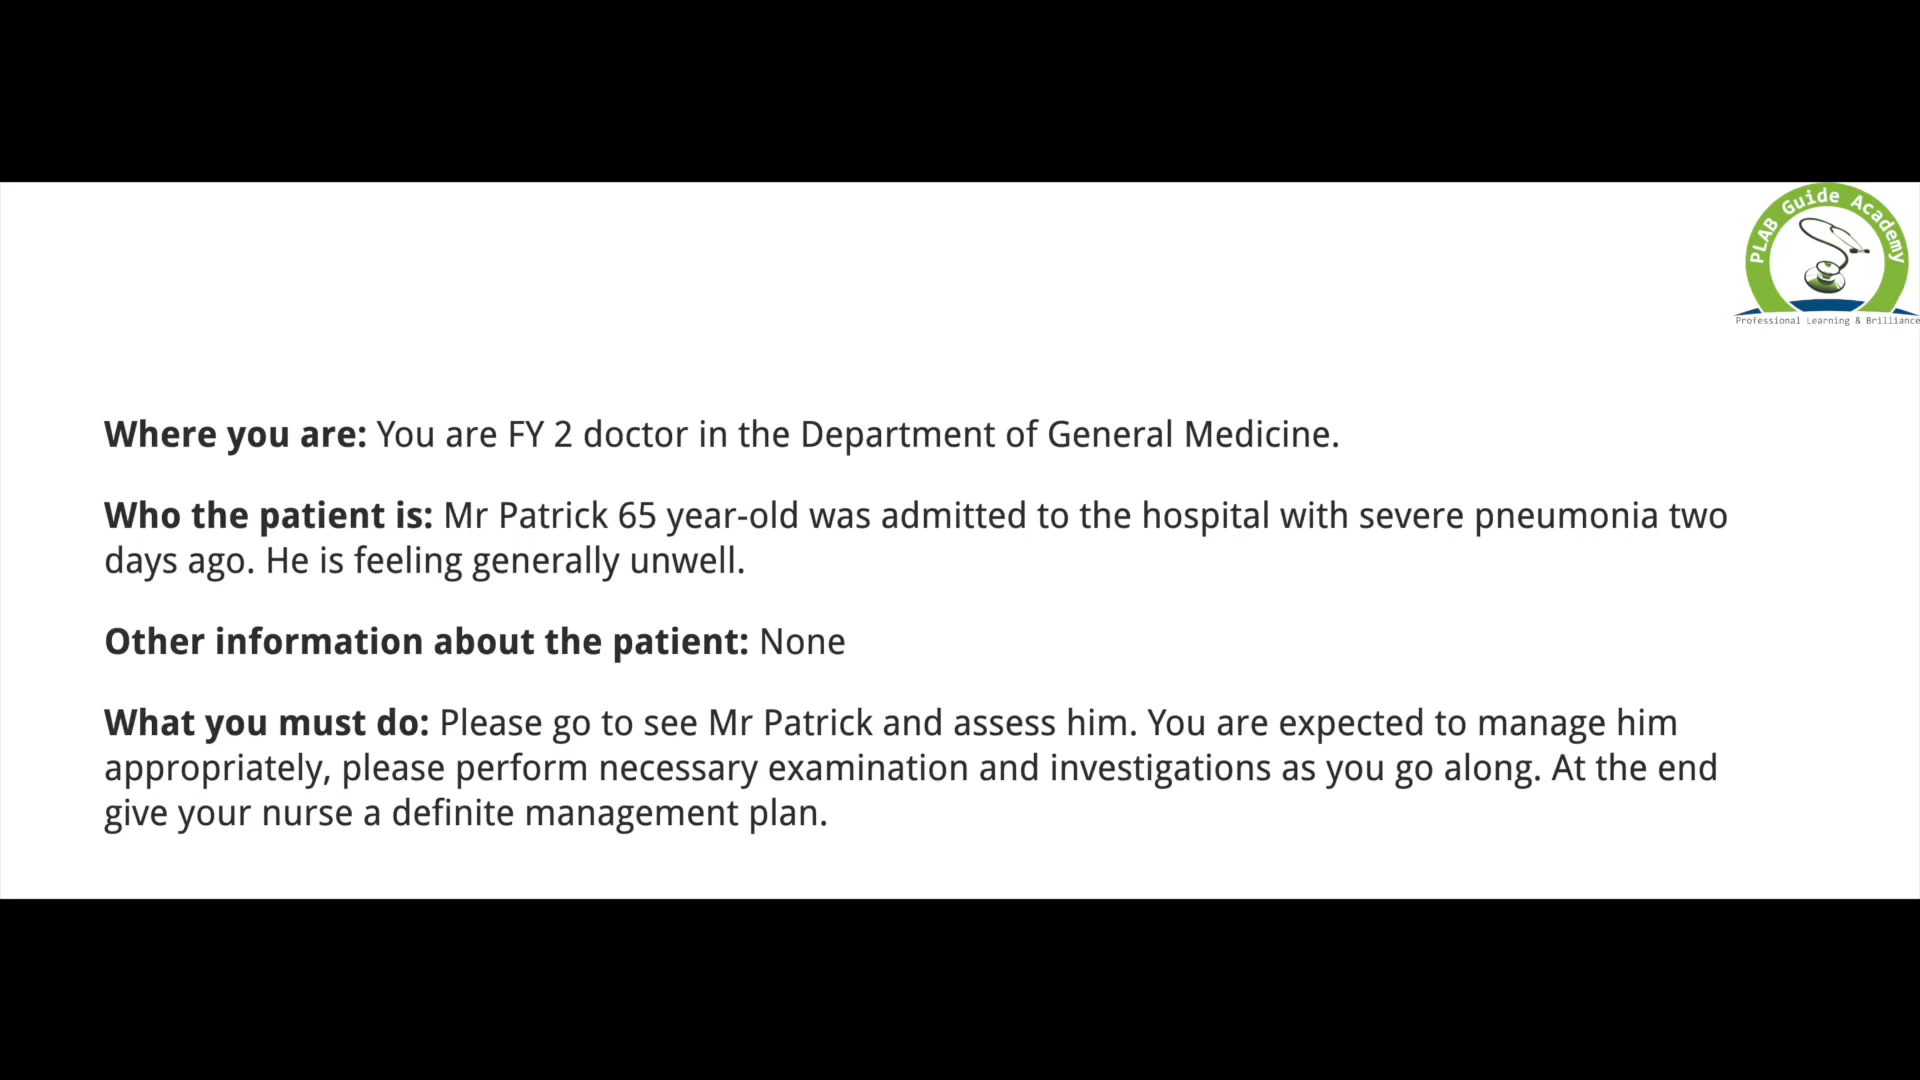 PLAB Guide Academy
Professional Learning & Brilliance
Where you are: You are FY 2 doctor in the Department of General Medicine.
Who the patient is: Mr Patrick 65 year-old was admitted to the hospital with severe pneumonia two
days ago. He is feeling generally unwell.
Other information about the patient: None
What you must do: Please go to see Mr Patrick and assess him. You are expected to manage him
appropriately, please perform necessary examination and investigations as you go along. At the end
give your nurse a definite management plan.